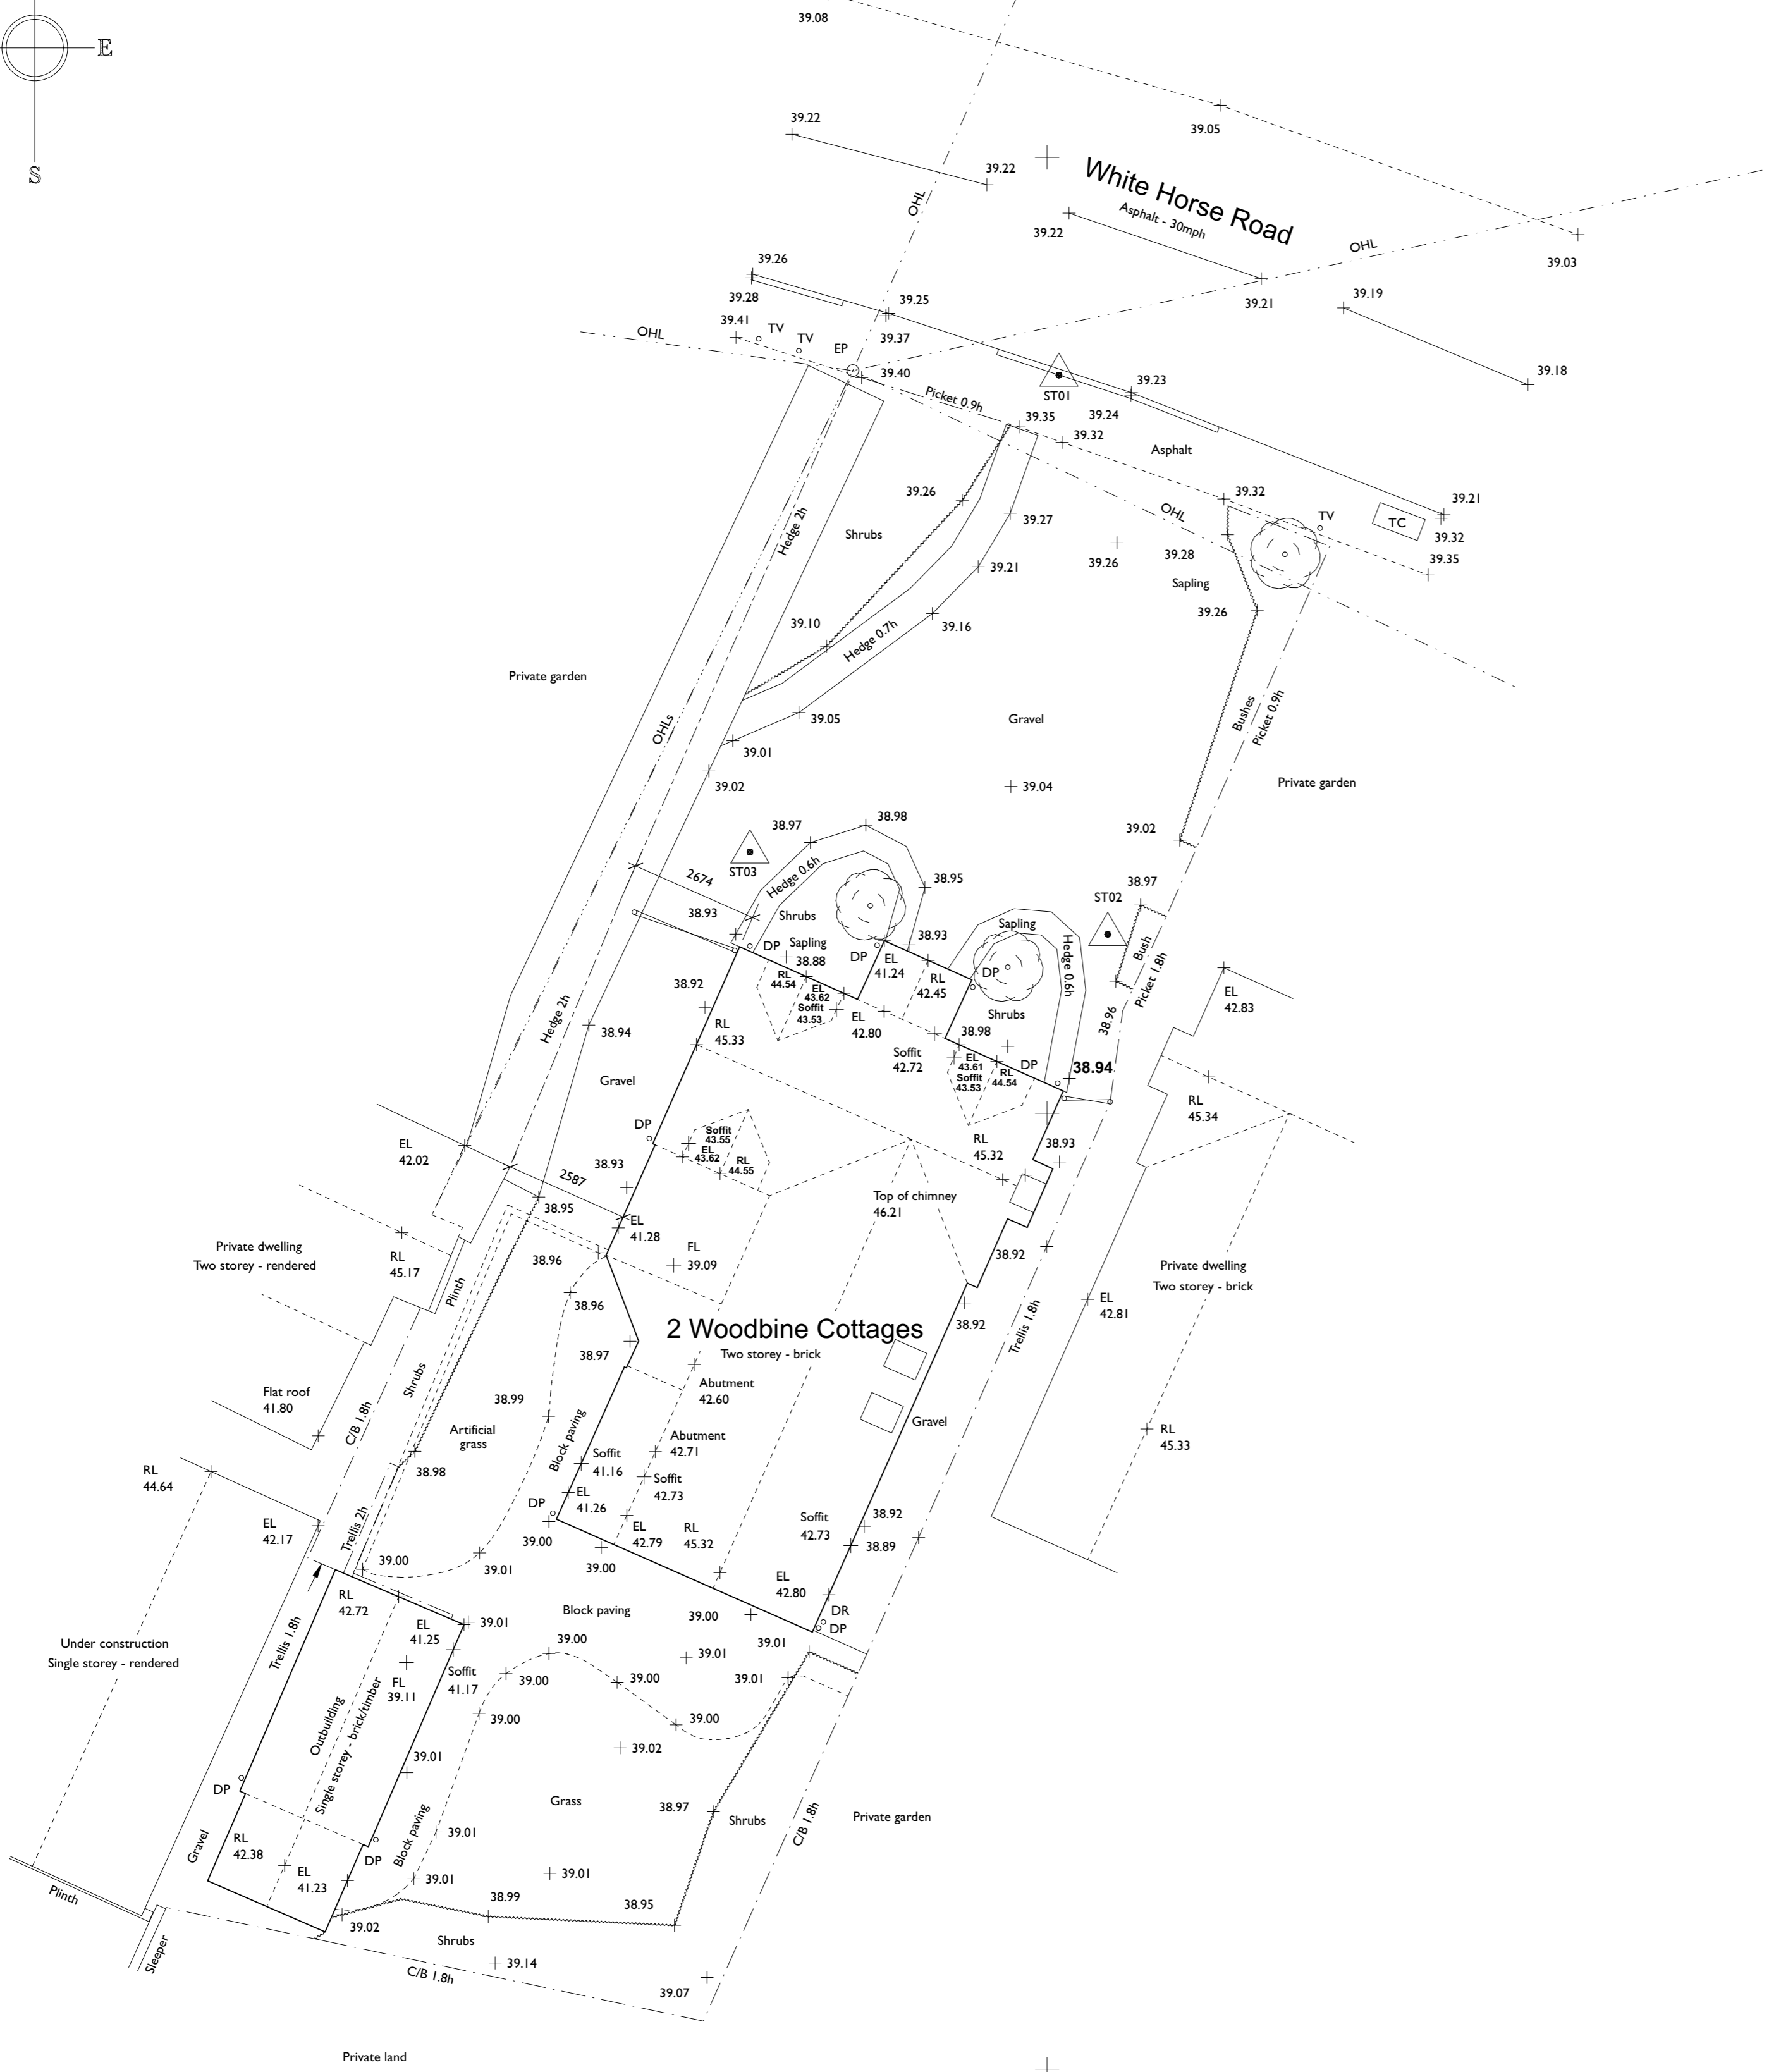 39.08
E
S
39.05
39.22
39.22
White Horse Road
Asphalt - 30mph
OHL
39.22
OHL
39.03
39.26
39.28
39.25
39.21
39.19
39.41
TV
TV
OHL
EP
39.37
39.40
39.18
ST01
39.23
39.24
Picket 0.9h
39.35
39.32
Asphalt
39.26
39.32
39.21
TV
TC
39.32
39.35
OHL
Hedge 2h
Shrubs
39.27
39.26
39.28
39.21
Sapling
39.26
39.10
39.16
Hedge 0.7h
Private garden
OHLs
39.05
39.01
39.02
Gravel
Bushes
Picket 0.9h
Private garden
39.04
39.02
38.97
38.98
ST03
2674
Hedge 0.6h
38.95
38.97
ST02
38.93
Shrubs
DP
Sapling
38.88
DP
EL
41.24
38.93
Sapling
Hedge 0.6h
Bush
Picket 1.8h
RL
44.54
EL
43.62
Soffit
43.53
RL
42.45
DP
38.92
EL
42.80
Shrubs
38.96
EL
42.83
Hedge 2h
38.94
RL
45.33
Soffit
42.72
38.98
EL
43.61
Soffit
43.53
RL
44.54
DP
38.94
Gravel
RL
45.34
DP
Soffit
43.55
EL
43.62
RL
44.55
RL
45.32
38.93
EL
42.02
38.93
2587
38.95
Top of chimney
46.21
EL
41.28
Private dwelling
Two storey - rendered
RL
45.17
38.96
FL
39.09
38.92
Private dwelling
Two storey - brick
Plinth
38.96
EL
42.81
38.92
2 Woodbine Cottages
Two storey - brick
38.97
Trellis 1.8h
Shrubs
Abutment
42.60
Flat roof
41.80
38.99
C/B 1.8h
Artificial
grass
Block paving
Gravel
Abutment
42.71
RL
45.33
Soffit
41.16
38.98
RL
44.64
Soffit
42.73
EL
41.26
DP
EL
42.17
Trellis 2h
39.00
EL
42.79
RL
45.32
Soffit
42.73
38.92
38.89
39.00
39.01
39.00
EL
42.80
RL
42.72
Block paving
39.00
DR
DP
EL
41.25
39.01
Under construction
Single storey - rendered
Trellis 1.8h
39.00
39.01
39.01
FL
39.11
Soffit
41.17
39.00
39.00
39.01
39.00
39.00
Outbuilding
Single storey - brick/timber
39.02
39.01
DP
Grass
38.97
Shrubs
C/B 1.8h
Private garden
Gravel
RL
42.38
Block paving
39.01
DP
EL
41.23
39.01
39.01
Plinth
38.99
38.95
39.02
Shrubs
Sleeper
39.14
C/B 1.8h
39.07
Private land